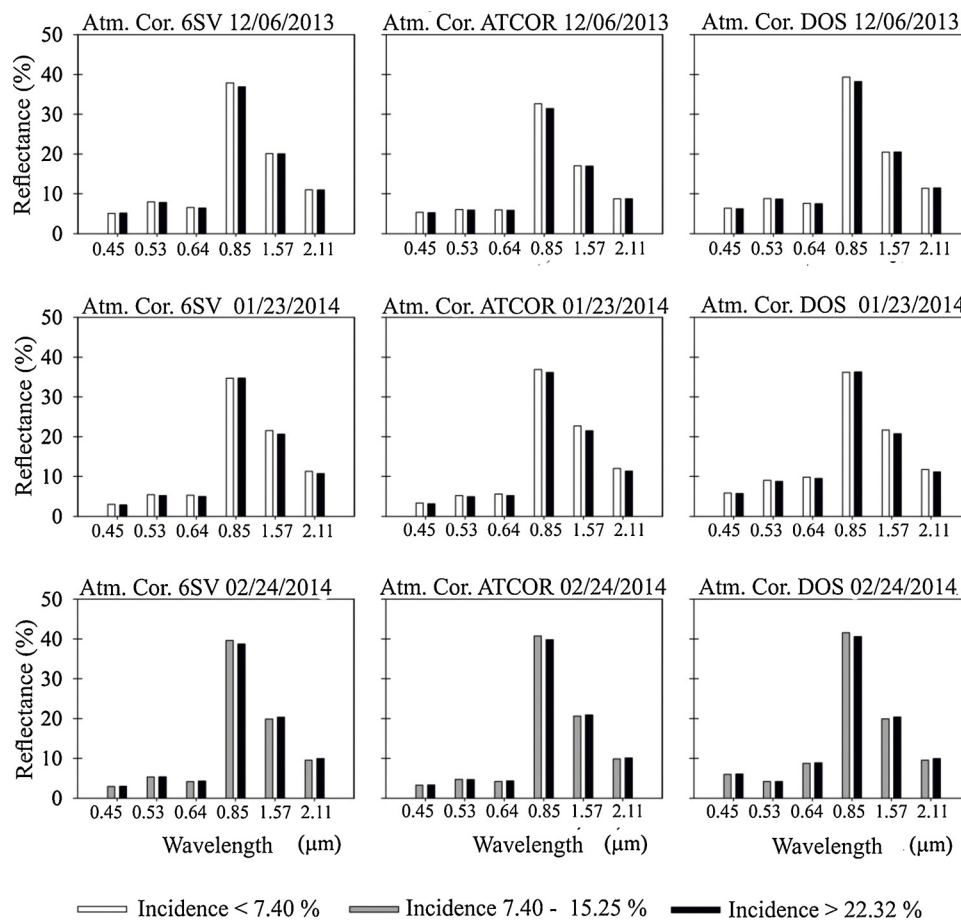 Atm. Cor. 6SV 12/06/2013 Atm. Cor. ATCOR 12/06/2013 Atm. Cor. DOS 12/06/2013
Reflectance (%)
50
40
30
20
10
0
0.45 0.53 0.64 0.85 1.57 2.11 0.45 0.53 0.64 0.85 1.57 2.11 0.45 0.53 0.64 0.85 1.57 2.11
Atm. Cor. 6SV 01/23/2014 Atm. Cor. ATCOR 01/23/2014 Atm. Cor. DOS 01/23/2014
Reflectance (%)
50
40
30
20
10
0
0.45 0.53 0.64 0.85 1.57 2.11 0.45 0.53 0.64 0.85 1.57 2.11 0.45 0.53 0.64 0.85 1.57 2.11
Atm. Cor. 6SV 02/24/2014 Atm. Cor. ATCOR 02/24/2014 Atm. Cor. DOS 02/24/2014
Reflectance (%)
50
40
30
20
10
0
0.45 0.53 0.64 0.85 1.57 2.11 0.45 0.53 0.64 0.85 1.57 2.11 0.45 0.53 0.64 0.85 1.57 2.11
Wavelength (µm) Wavelength (µm) Wavelength (µm)
Incidence < 7.40 % Incidence 7.40 - 15.25 % Incidence > 22.32 %